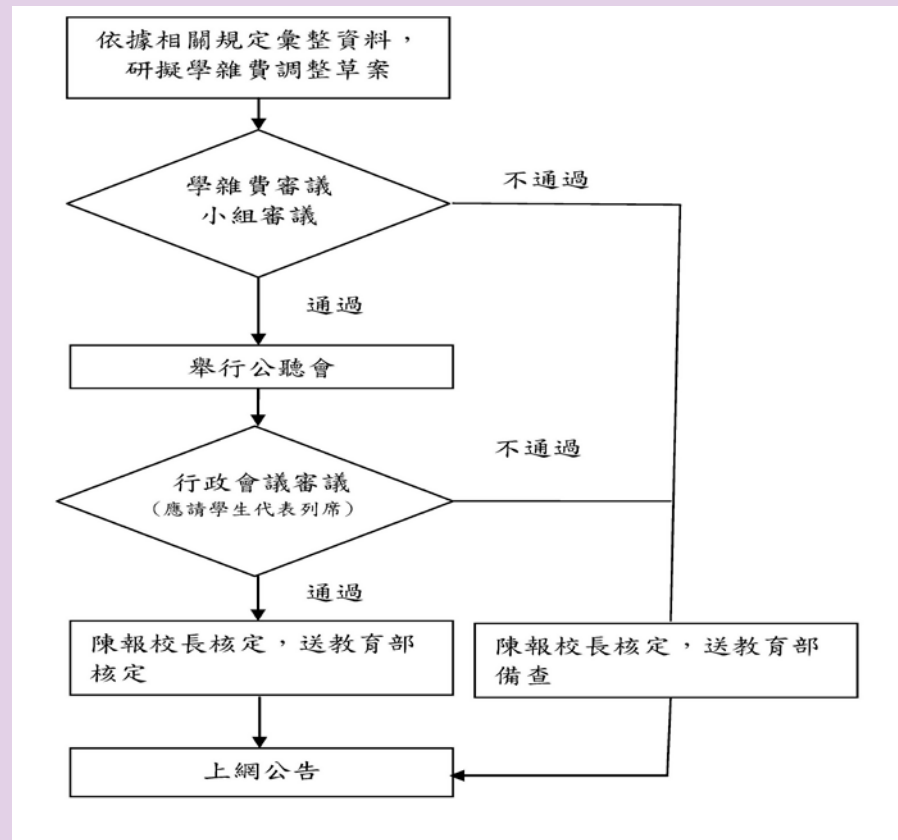 依據相關規定彙整資料，
研擬學雜費調整草案
學雜費審議
小組審議
不通過
通過
舉行公聽會
不通過
行政會議審議
（應請學生代表列席）
通過
陳報校長核定，送教育部
核定
陳報校長核定，送教育部
備查
上網公告